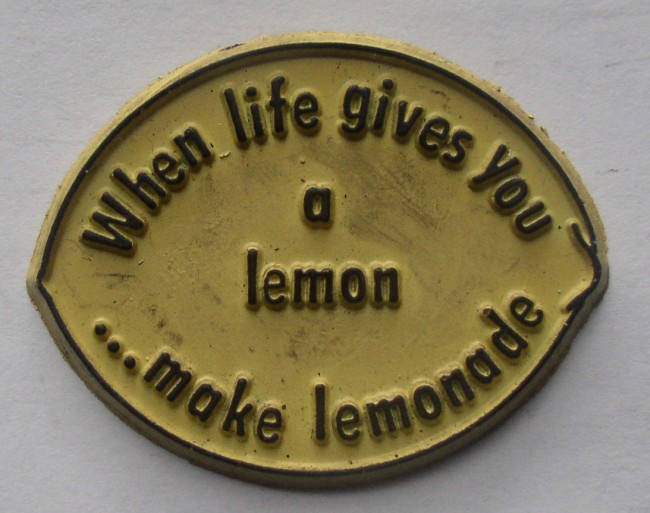 When life gives you
a
lemon
...make lemonade